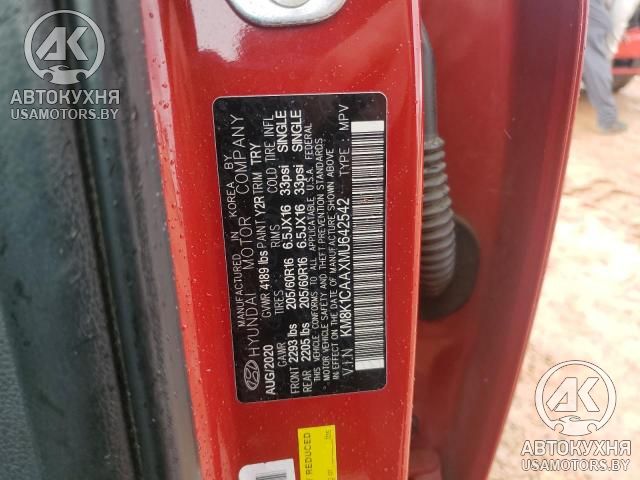 AK
АВТОКУХНЯ
USAMOTORS.BY
MANUFACTURED IN KOREA BY
HYUNDAI MOTOR COMPANY
AUG/2020 GVWR 4189 lbs PAINT Y2R TRIM TRY
GAWR TIRES RIMS COLD TIRE INFL
FRONT 2293 lbs 205/60R16 6.5JX16 33psi SINGLE
REAR 2205 lbs 205/60R16 6.5JX16 33psi SINGLE
THIS VEHICLE CONFORMS TO ALL APPLICABLE U.S.A. FEDERAL
MOTOR VEHICLE SAFETY AND THEFT PREVENTION STANDARDS
IN EFFECT ON THE DATE OF MANUFACTURE SHOWN ABOVE
V.I.N KM8K1CAAXMU642542 TYPE : MPV
REDUCED
AK
АВТОКУХНЯ
USAMOTORS.BY